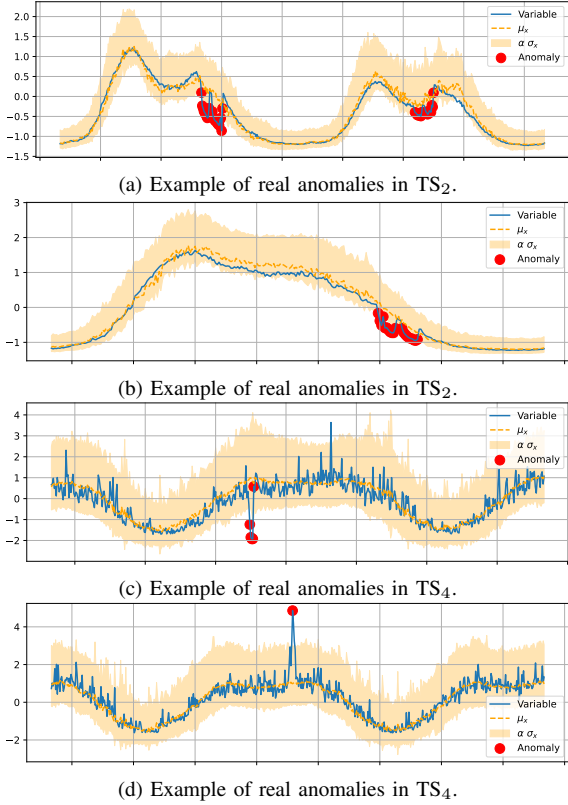 2.0
1.5
1.0
0.5
0.0
−0.5
−1.0
−1.5
Variable
μₓ
α σₓ
Anomaly
(a) Example of real anomalies in TS₂.
3
2
1
0
−1
Variable
μₓ
α σₓ
Anomaly
(b) Example of real anomalies in TS₂.
4
3
2
1
0
−1
−2
Variable
μₓ
α σₓ
Anomaly
(c) Example of real anomalies in TS₄.
4
2
0
−2
Variable
μₓ
α σₓ
Anomaly
(d) Example of real anomalies in TS₄.